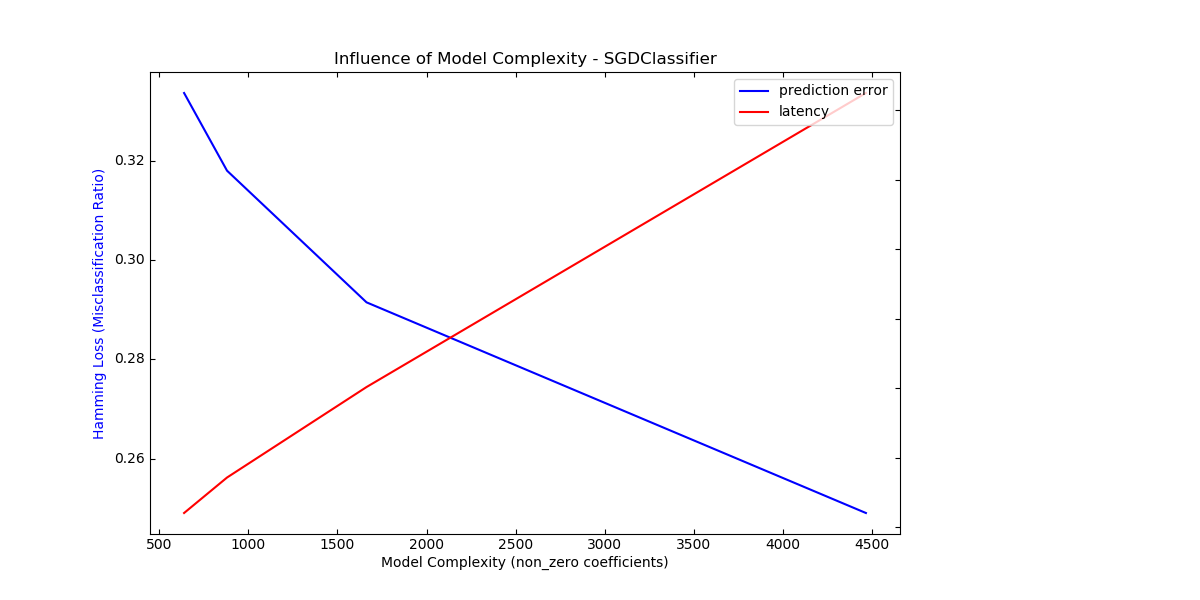 Influence of Model Complexity - SGDClassifier
prediction error
latency
Hamming Loss (Misclassification Ratio)
0.32
0.30
0.28
0.26
500 1000 1500 2000 2500 3000 3500 4000 4500
Model Complexity (non_zero coefficients)